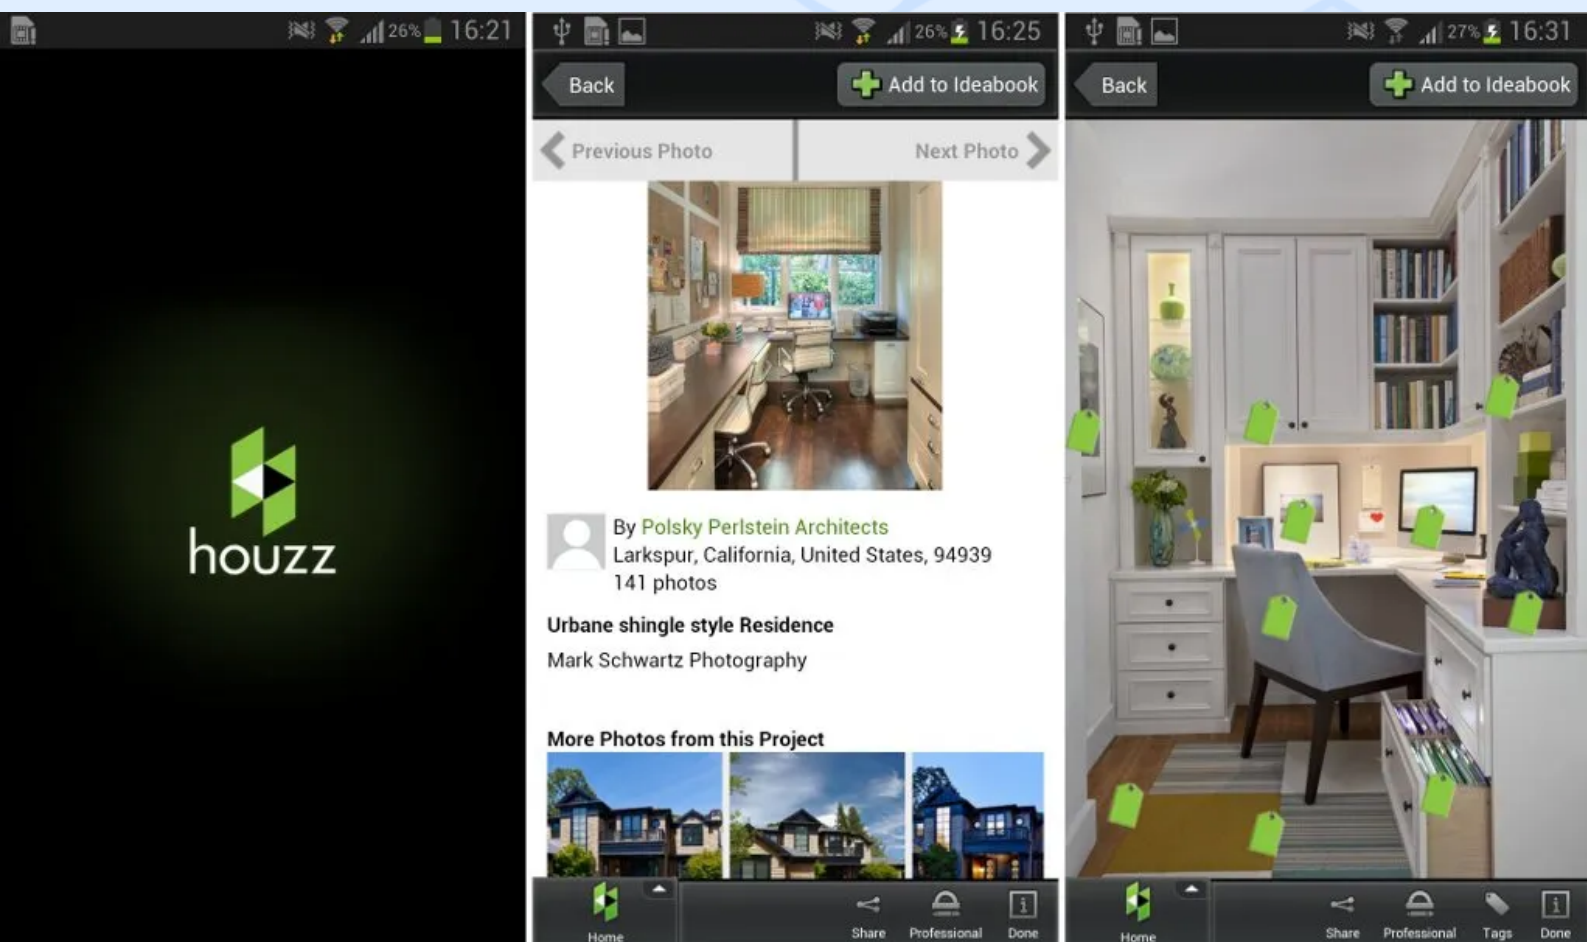 26% 16:21
houzz
26% 16:25
Back
Add to Ideabook
Previous Photo
Next Photo
By Polsky Perlstein Architects
Larkspur, California, United States, 94939
141 photos
Urbane shingle style Residence
Mark Schwartz Photography
More Photos from this Project
Home
Share
Professional
Done
27% 16:31
Back
Add to Ideabook
Home
Share
Professional
Tags
Done